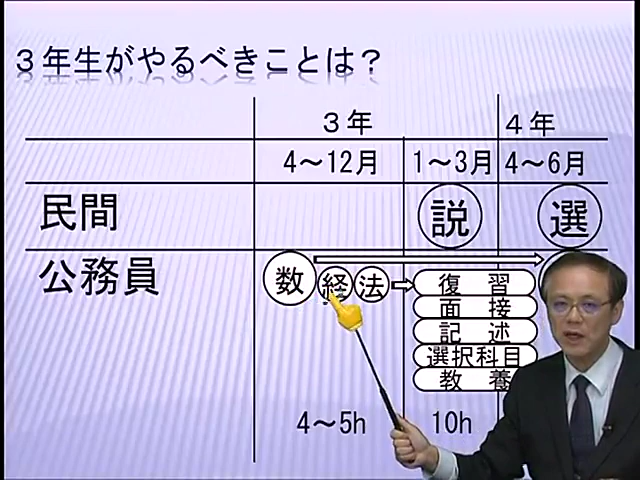 ３年生がやるべきことは？
３年 ４年
4～12月 1～3月 4～6月
民間 説 選
公務員 数 経 法 復習
面接
記述
選択科目
教養
4～5h 10h